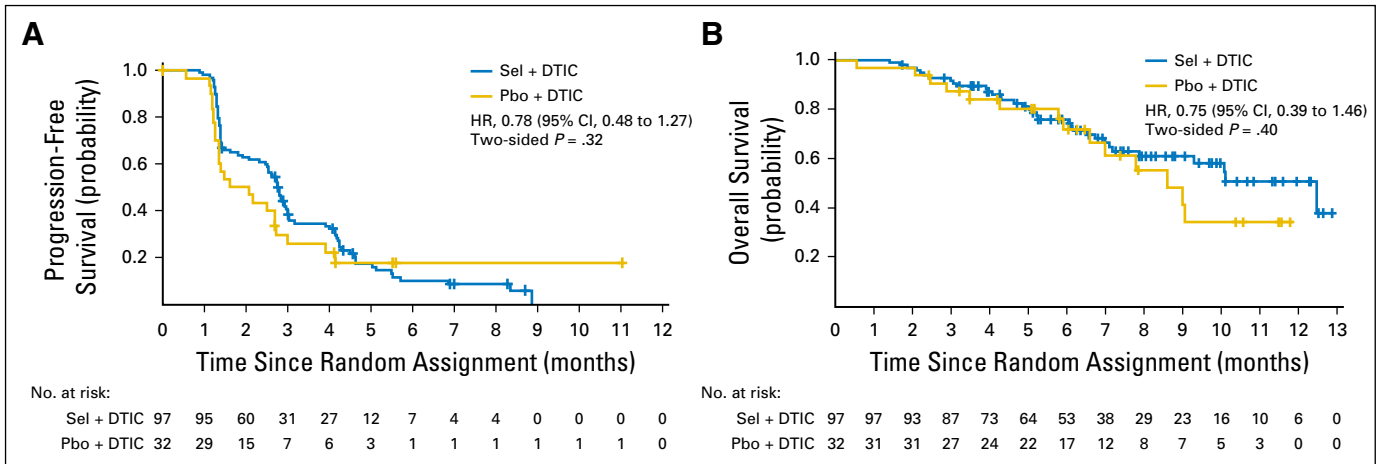 A
Progression-Free
Survival (probability)
1.0
0.8
0.6
0.4
0.2
Sel + DTIC
Pbo + DTIC
HR, 0.78 (95% CI, 0.48 to 1.27)
Two-sided P = .32
0 1 2 3 4 5 6 7 8 9 10 11 12
Time Since Random Assignment (months)
No. at risk:
Sel + DTIC 97 95 60 31 27 12 7 4 4 0 0 0 0
Pbo + DTIC 32 29 15 7 6 3 1 1 1 1 1 1 0
B
Overall Survival
(probability)
1.0
0.8
0.6
0.4
0.2
Sel + DTIC
Pbo + DTIC
HR, 0.75 (95% CI, 0.39 to 1.46)
Two-sided P = .40
0 1 2 3 4 5 6 7 8 9 10 11 12 13
Time Since Random Assignment (months)
No. at risk:
Sel + DTIC 97 97 93 87 73 64 53 38 29 23 16 10 6 0
Pbo + DTIC 32 31 31 27 24 22 17 12 8 7 5 3 0 0